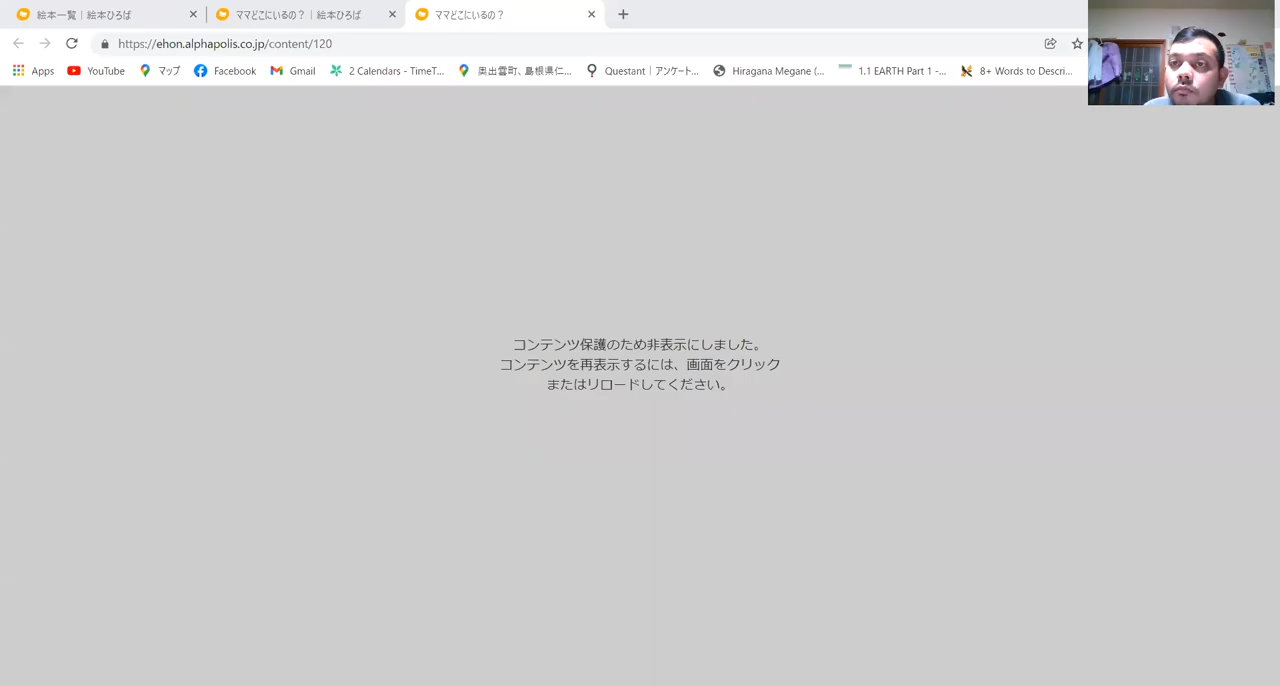 絵本一覧｜絵本ひろば
ママどこにいるの？｜絵本ひろば
ママどこにいるの？
https://ehon.alphapolis.co.jp/content/120
Apps
YouTube
マップ
Facebook
Gmail
2 Calendars - TimeT...
奥出雲町、島根県仁...
Questant｜アンケート...
Hiragana Megane (...
1.1 EARTH Part 1 -...
8+ Words to Descri...
コンテンツ保護のため非表示にしました。
コンテンツを再表示するには、画面をクリック
またはリロードしてください。